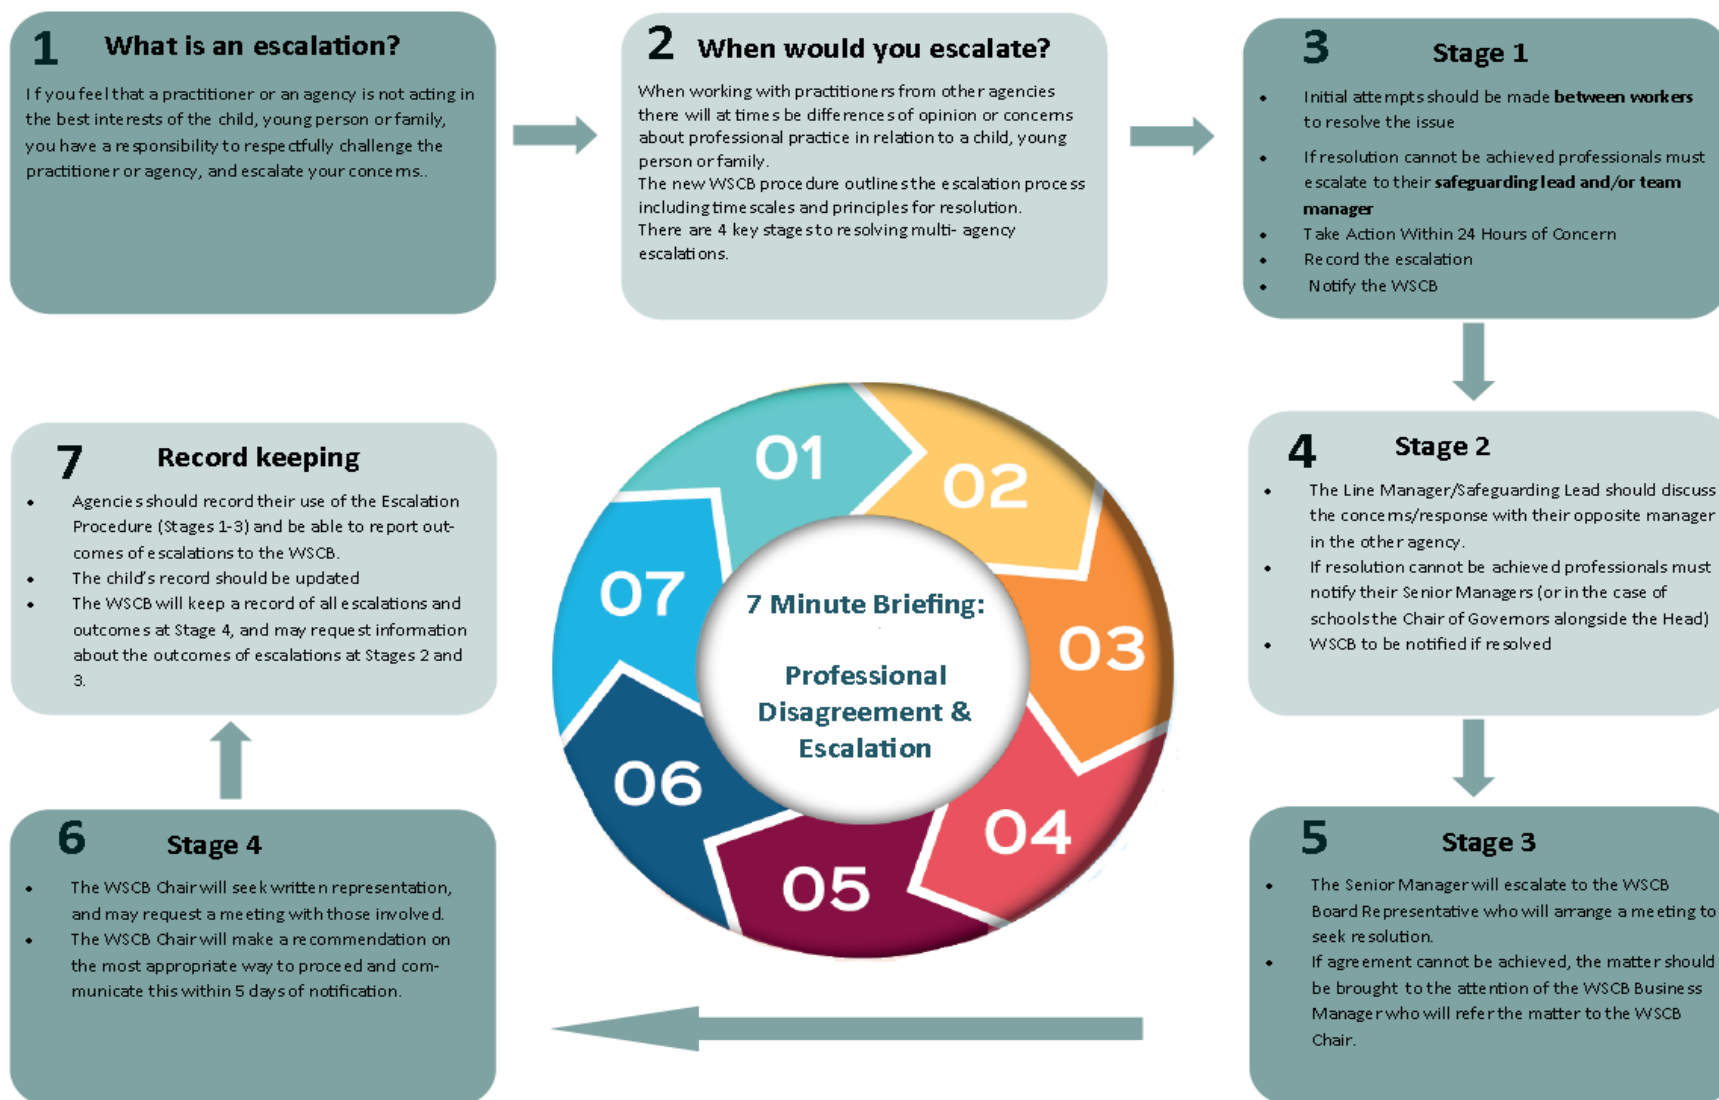 1 What is an escalation?
If you feel that a practitioner or an agency is not acting in
the best interests of the child, young person or family,
you have a responsibility to respectfully challenge the
practitioner or agency, and escalate your concerns..
2 When would you escalate?
When working with practitioners from other agencies
there will at times be differences of opinion or concerns
about professional practice in relation to a child, young
person or family.
The new WSCB procedure outlines the escalation process
including timescales and principles for resolution.
There are 4 key stages to resolving multi- agency
escalations.
3 Stage 1
• Initial attempts should be made between workers
to resolve the issue
• If resolution cannot be achieved professionals must
escalate to their safeguarding lead and/or team
manager
• Take Action Within 24 Hours of Concern
• Record the escalation
• Notify the WSCB
4 Stage 2
• The Line Manager/Safeguarding Lead should discuss
the concerns/response with their opposite manager
in the other agency.
• If resolution cannot be achieved professionals must
notify their Senior Managers (or in the case of
schools the Chair of Governors alongside the Head)
• WSCB to be notified if resolved
5 Stage 3
• The Senior Manager will escalate to the WSCB
Board Representative who will arrange a meeting to
seek resolution.
• If agreement cannot be achieved, the matter should
be brought to the attention of the WSCB Business
Manager who will refer the matter to the WSCB
Chair.
6 Stage 4
• The WSCB Chair will seek written representation,
and may request a meeting with those involved.
• The WSCB Chair will make a recommendation on
the most appropriate way to proceed and com-
municate this within 5 days of notification.
7 Record keeping
• Agencies should record their use of the Escalation
Procedure (Stages 1-3) and be able to report out-
comes of escalations to the WSCB.
• The child's record should be updated
• The WSCB will keep a record of all escalations and
outcomes at Stage 4, and may request information
about the outcomes of escalations at Stages 2 and
3.
01
02
03
04
05
06
07
7 Minute Briefing:
Professional
Disagreement &
Escalation